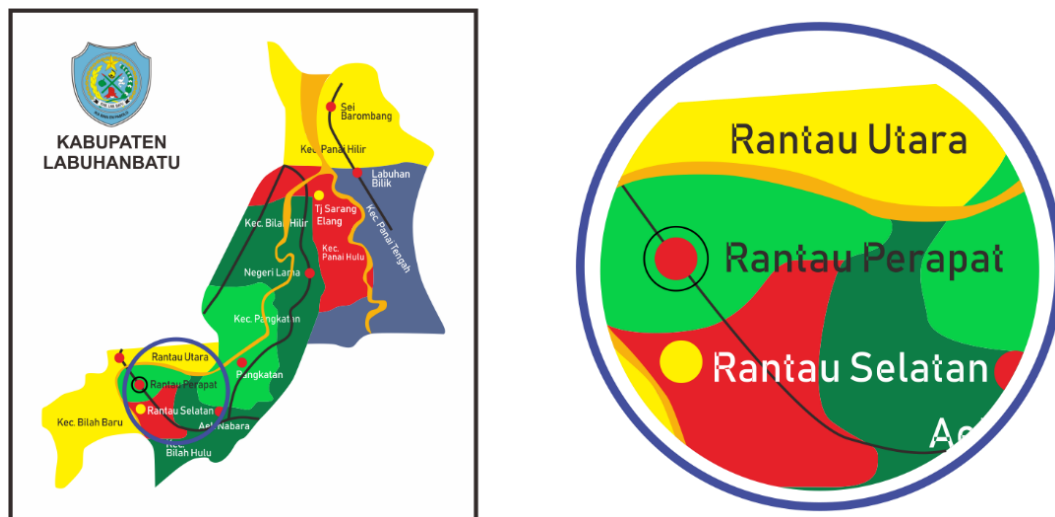 KABUPATEN
LABUHANBATU
Sei
Barombang
Kec. Panai Hilir
Labuhan
Bilik
Tj Sarang
Elang
Kec. Panai Tengah
Kec. Bilah Hilir
Kec.
Panai Hulu
Negeri Lama
Kec. Pangkatan
Pangkatan
Rantau Utara
Rantau Perapat
Rantau Selatan
Kec. Bilah Baru
Nabara
Bilah Hulu
Rantau Utara
Rantau Perapat
Rantau Selatan
Ae